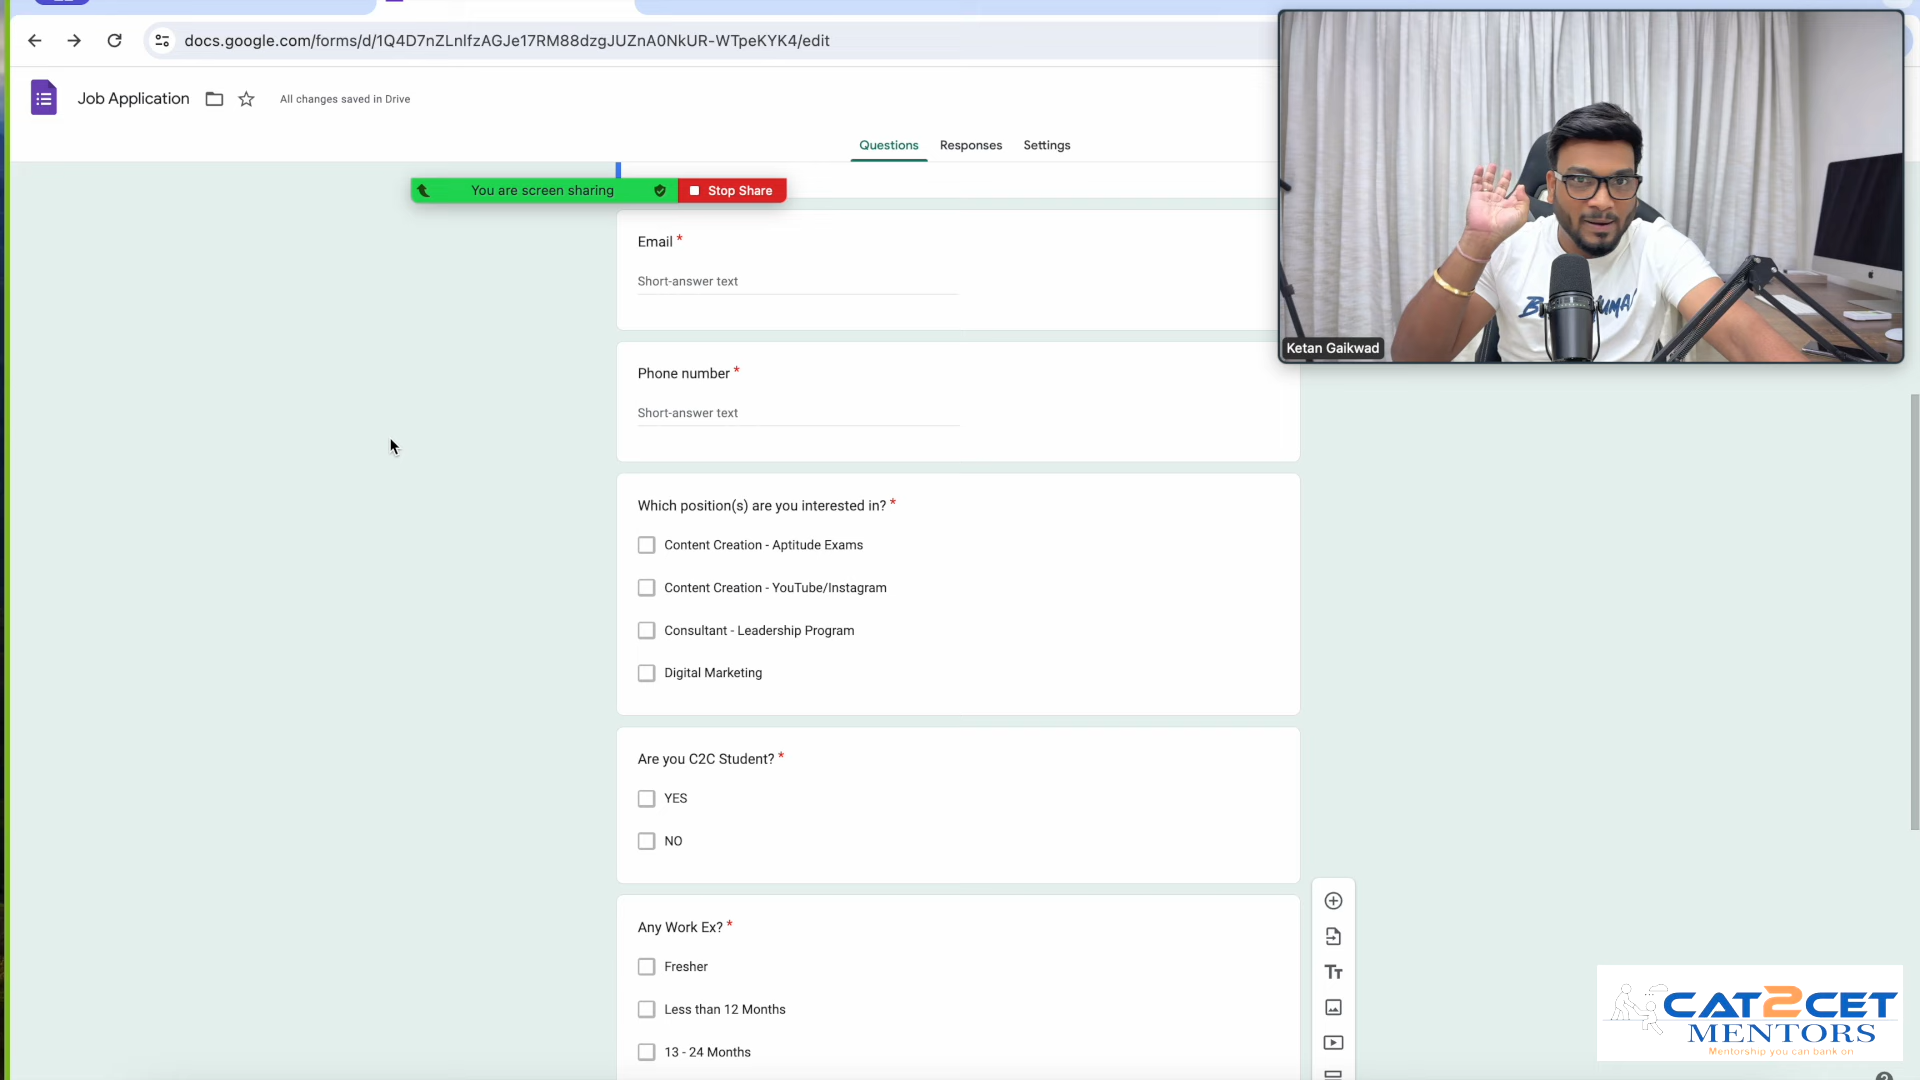 docs.google.com/forms/d/1Q4D7nZLnlfzAGJe17RM88dzgJUZnA0NkUR-WTpeKYK4/edit
Job Application
All changes saved in Drive
Questions Responses Settings
You are screen sharing Stop Share
Email *
Short-answer text
Ketan Gaikwad
Phone number *
Short-answer text
Which position(s) are you interested in? *
Content Creation - Aptitude Exams
Content Creation - YouTube/Instagram
Consultant - Leadership Program
Digital Marketing
Are you C2C Student? *
YES
NO
Any Work Ex? *
Fresher
Less than 12 Months
13 - 24 Months
Tт
CAT2CET
MENTORS
Mentorship you can bank on